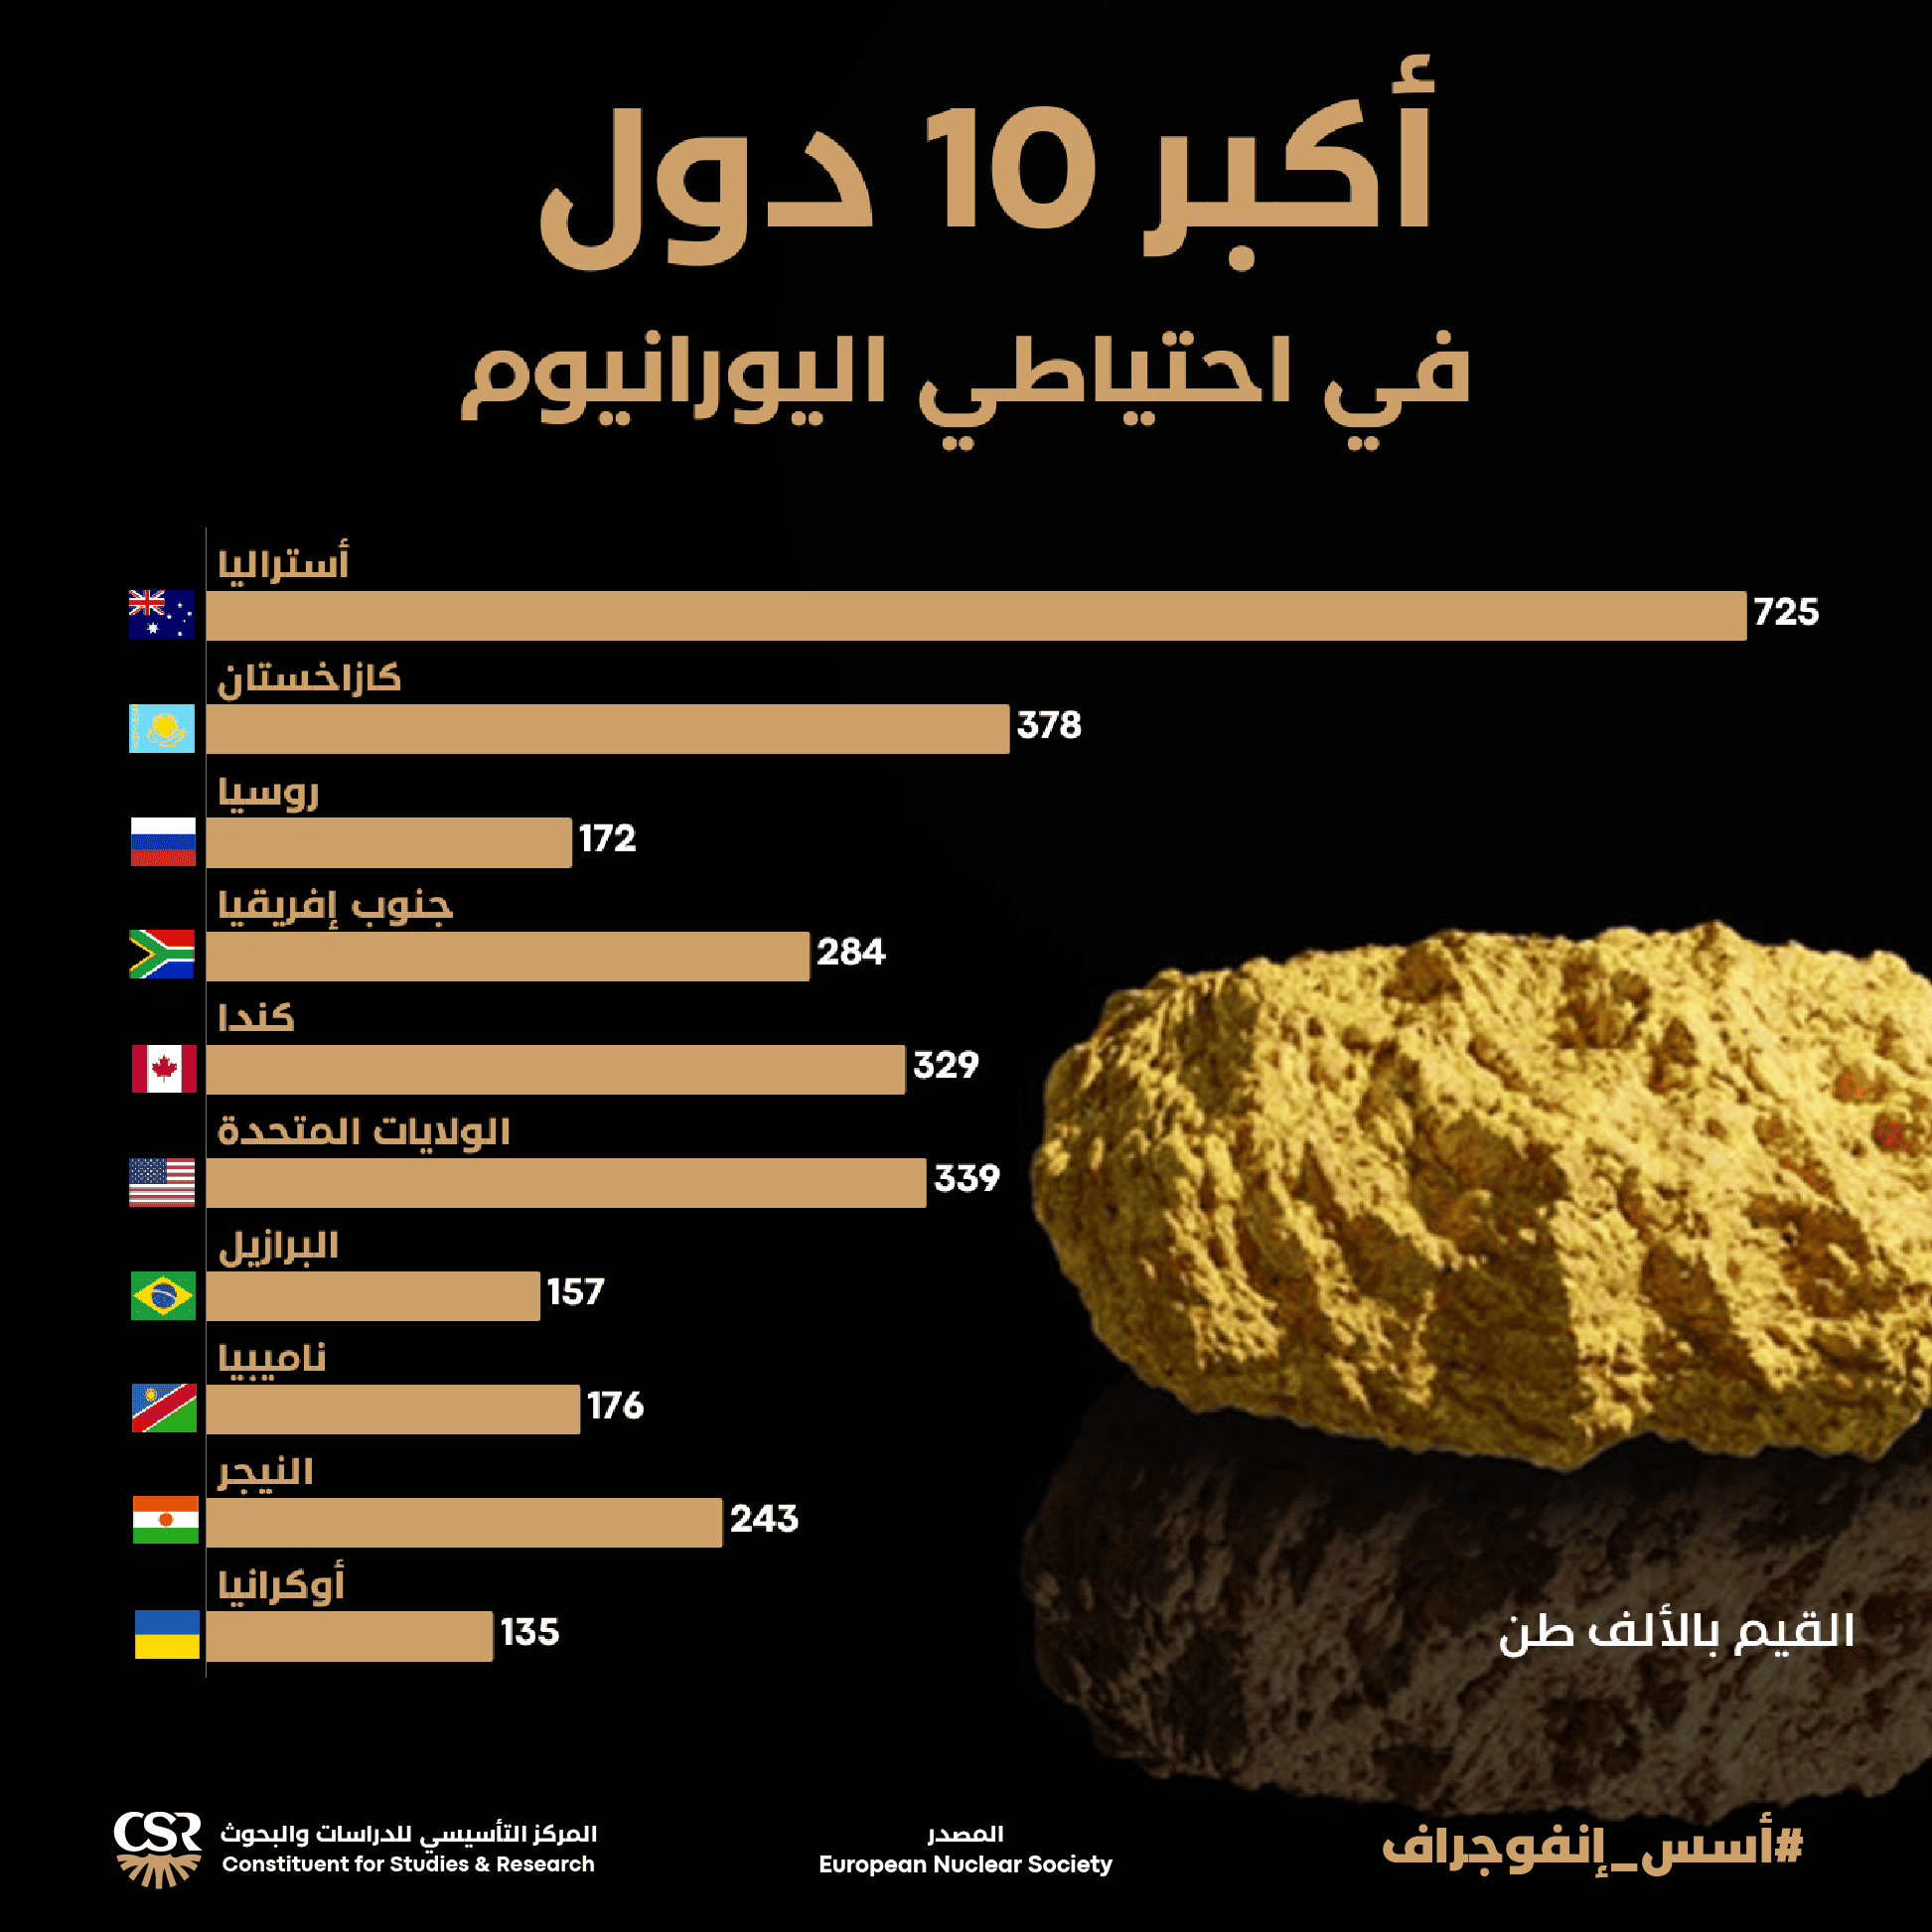 أكبر 10 دول
في احتياطي اليورانيوم
أستراليا
725
كازاخستان
378
روسيا
172
جنوب إفريقيا
284
كندا
329
الولايات المتحدة
339
البرازيل
157
ناميبيا
176
النيجر
243
أوكرانيا
135
القيم بالألف طن
#أسس_إنفوجراف
المصدر
European Nuclear Society
CSR
المركز التأسيسي للدراسات والبحوث
Constituent for Studies & Research